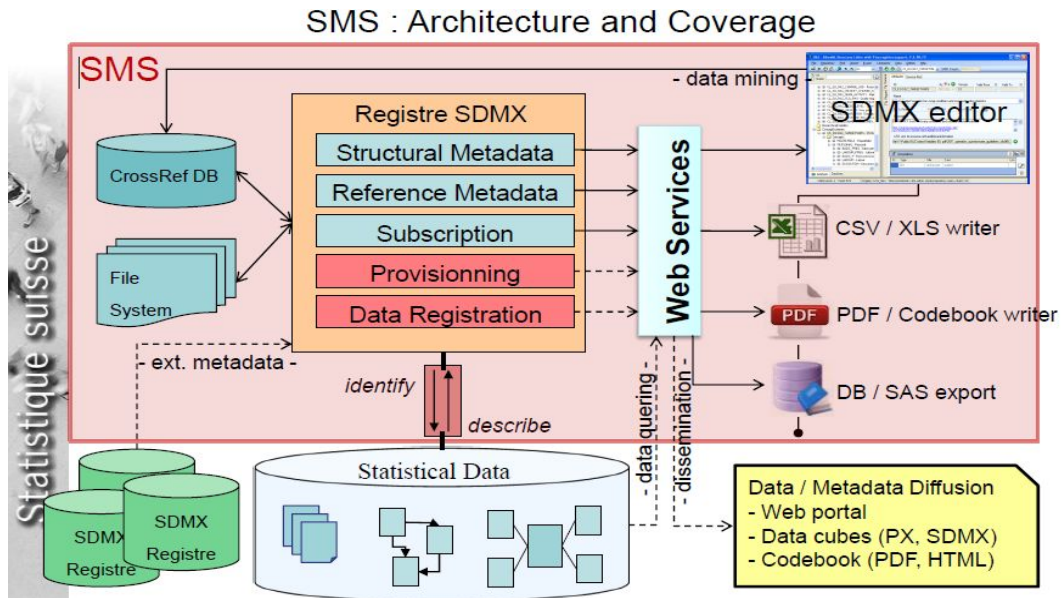 SMS : Architecture and Coverage
SMS
- data mining -
SDMX editor
Registre SDMX
Structural Metadata
Reference Metadata
Subscription
Provisionning
Data Registration
CrossRef DB
File
System
Web Services
CSV / XLS writer
PDF
PDF / Codebook writer
DB / SAS export
- ext. metadata -
identify
describe
- data quering -
- dissemination -
Statistique suisse
SDMX
Registre
SDMX
Registre
Statistical Data
Data / Metadata Diffusion
- Web portal
- Data cubes (PX, SDMX)
- Codebook (PDF, HTML)